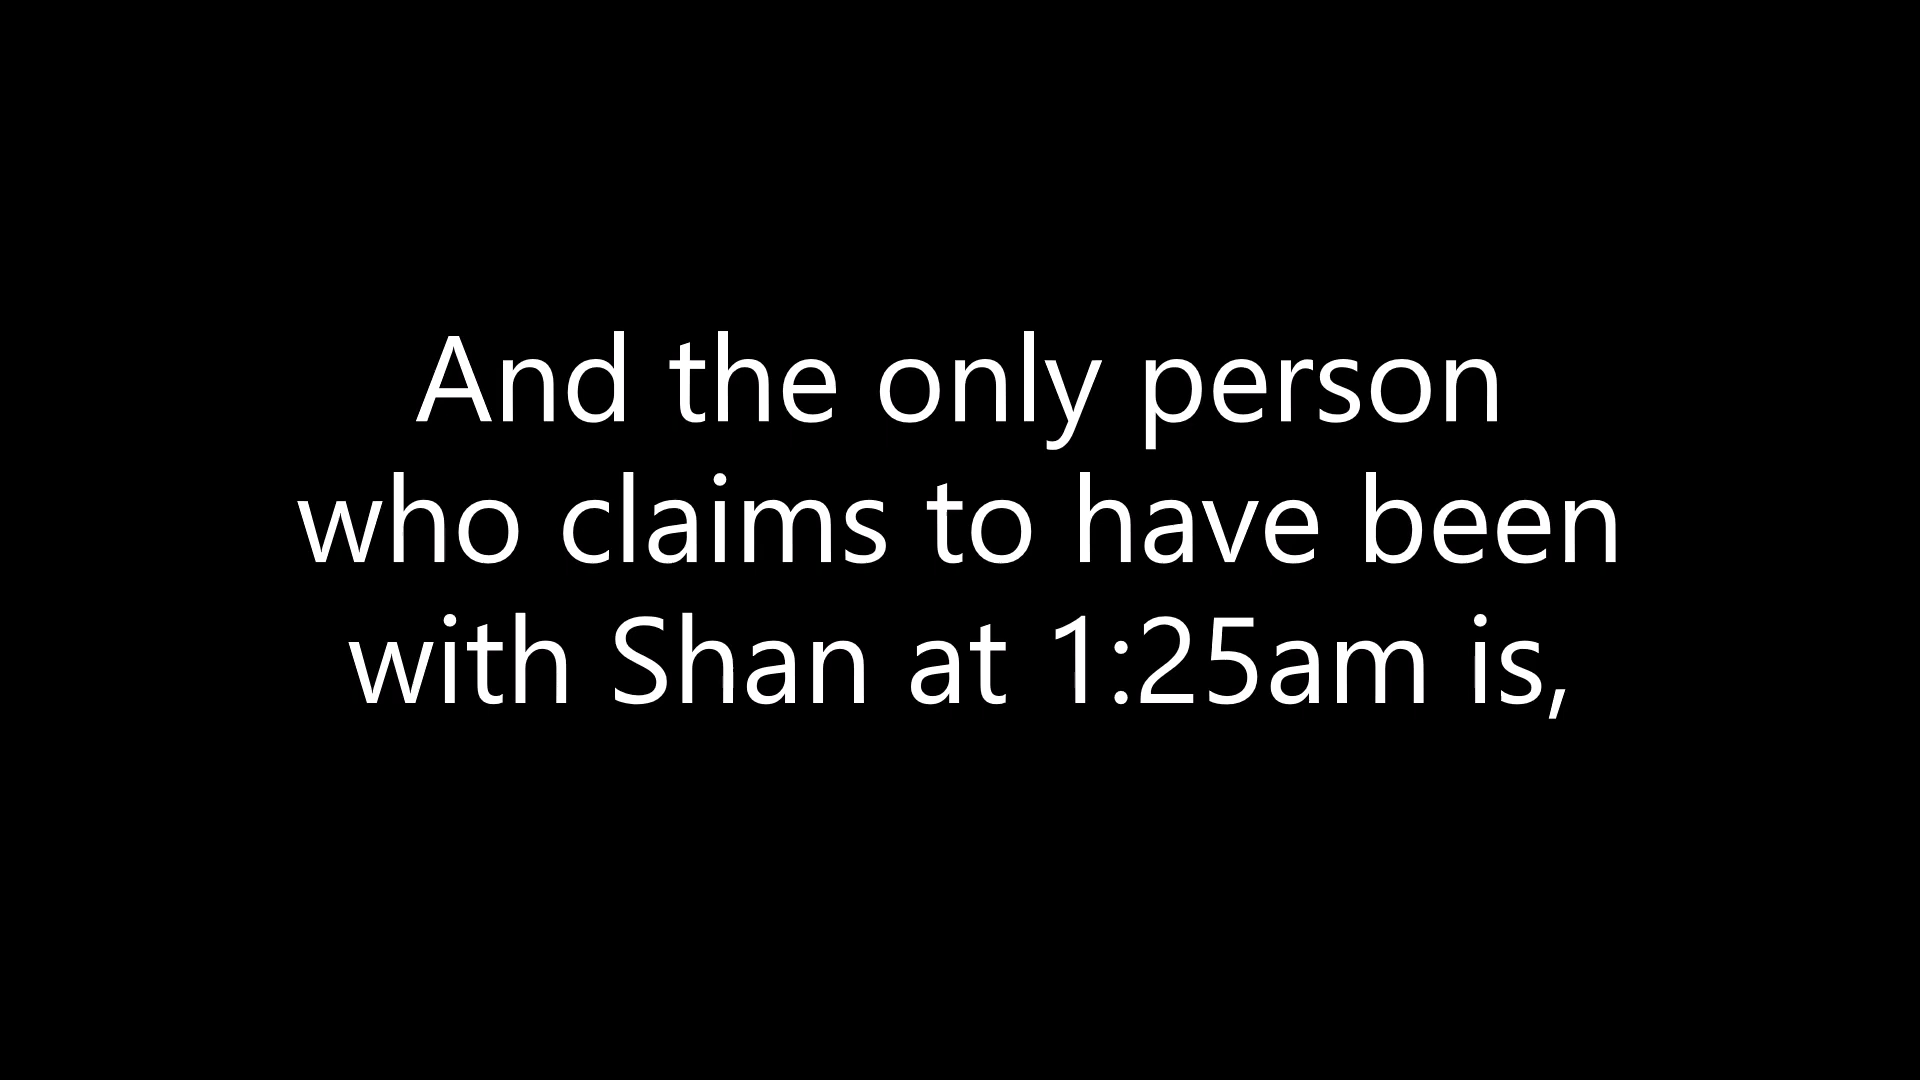 And the only person
who claims to have been
with Shan at 1:25am is,